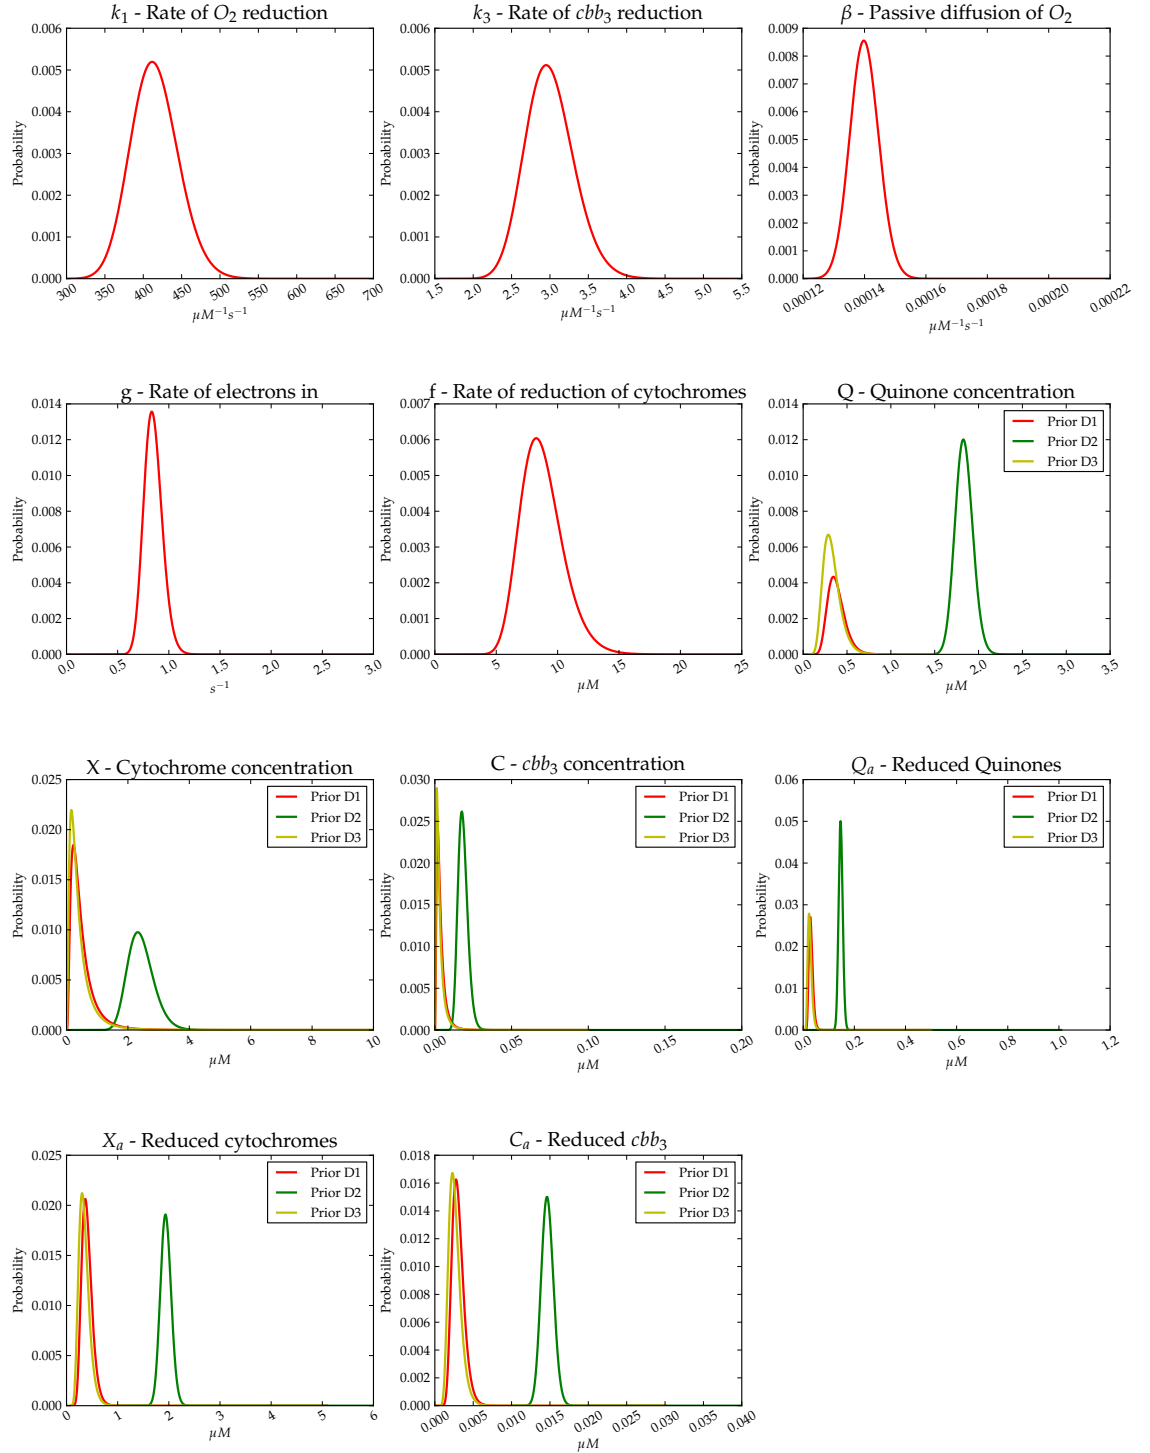 k₁ - Rate of O₂ reduction
0.006
0.005
0.004
0.003
0.002
0.001
0.000
Probability
300 350 400 450 500 550 600 650 700
μM⁻¹s⁻¹
k₃ - Rate of cbb₃ reduction
0.006
0.005
0.004
0.003
0.002
0.001
0.000
Probability
1.5 2.0 2.5 3.0 3.5 4.0 4.5 5.0 5.5
μM⁻¹s⁻¹
β - Passive diffusion of O₂
0.009
0.008
0.007
0.006
0.005
0.004
0.003
0.002
0.001
0.000
Probability
0.00012 0.00014 0.00016 0.00018 0.00020 0.00022
μM⁻¹s⁻¹
g - Rate of electrons in
0.014
0.012
0.010
0.008
0.006
0.004
0.002
0.000
Probability
0.0 0.5 1.0 1.5 2.0 2.5 3.0
s⁻¹
f - Rate of reduction of cytochromes
0.007
0.006
0.005
0.004
0.003
0.002
0.001
0.000
Probability
0 5 10 15 20 25
μM
Q - Quinone concentration
0.014
0.012
0.010
0.008
0.006
0.004
0.002
0.000
Probability
Prior D1
Prior D2
Prior D3
0.0 0.5 1.0 1.5 2.0 2.5 3.0 3.5
μM
X - Cytochrome concentration
0.025
0.020
0.015
0.010
0.005
0.000
Probability
Prior D1
Prior D2
Prior D3
0 2 4 6 8 10
μM
C - cbb₃ concentration
0.030
0.025
0.020
0.015
0.010
0.005
0.000
Probability
Prior D1
Prior D2
Prior D3
0.00 0.05 0.10 0.15 0.20
μM
Qₐ - Reduced Quinones
0.06
0.05
0.04
0.03
0.02
0.01
0.00
Probability
Prior D1
Prior D2
Prior D3
0.0 0.2 0.4 0.6 0.8 1.0 1.2
μM
Xₐ - Reduced cytochromes
0.025
0.020
0.015
0.010
0.005
0.000
Probability
Prior D1
Prior D2
Prior D3
0 1 2 3 4 5 6
μM
Cₐ - Reduced cbb₃
0.018
0.016
0.014
0.012
0.010
0.008
0.006
0.004
0.002
0.000
Probability
Prior D1
Prior D2
Prior D3
0.000 0.005 0.010 0.015 0.020 0.025 0.030 0.035 0.040
μM